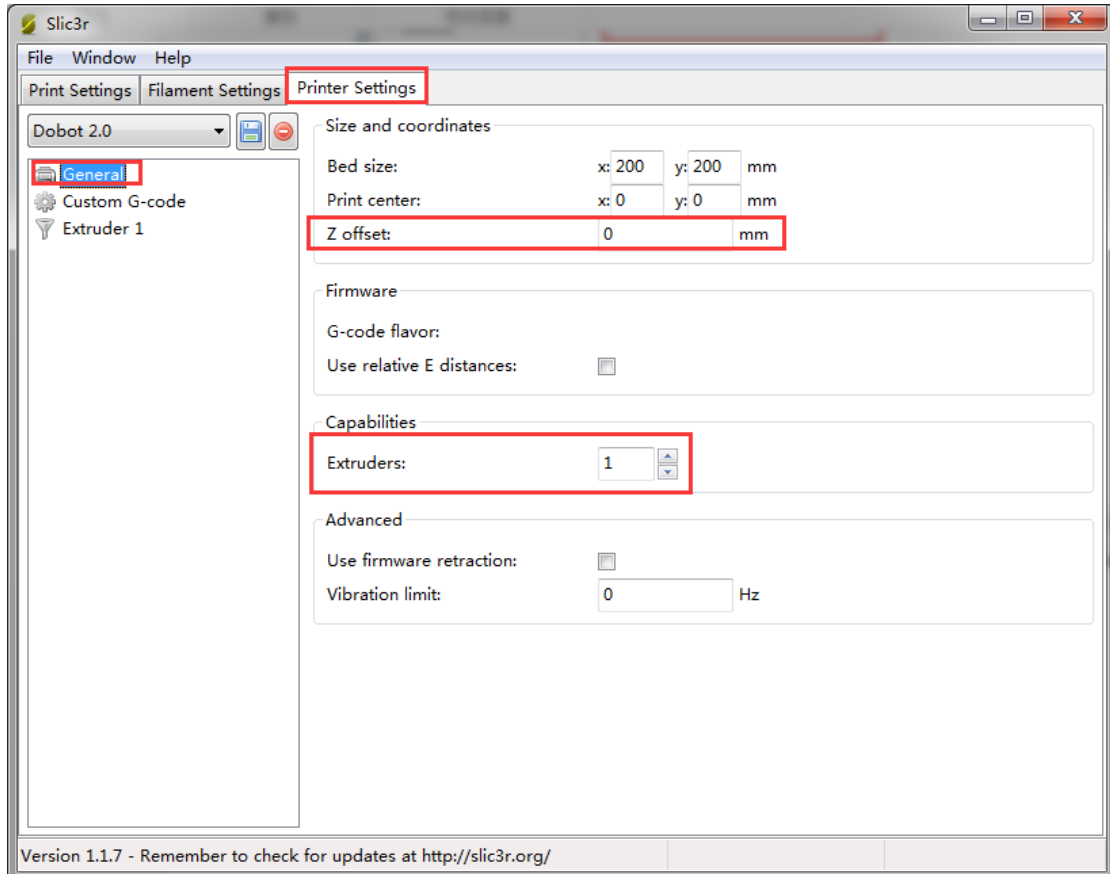 Slic3r
File Window Help
Print Settings Filament Settings Printer Settings
Dobot 2.0
General
Custom G-code
Extruder 1
Size and coordinates
Bed size: x: 200 y: 200 mm
Print center: x: 0 y: 0 mm
Z offset: 0 mm
Firmware
G-code flavor:
Use relative E distances:
Capabilities
Extruders: 1
Advanced
Use firmware retraction:
Vibration limit: 0 Hz
Version 1.1.7 - Remember to check for updates at http://slic3r.org/